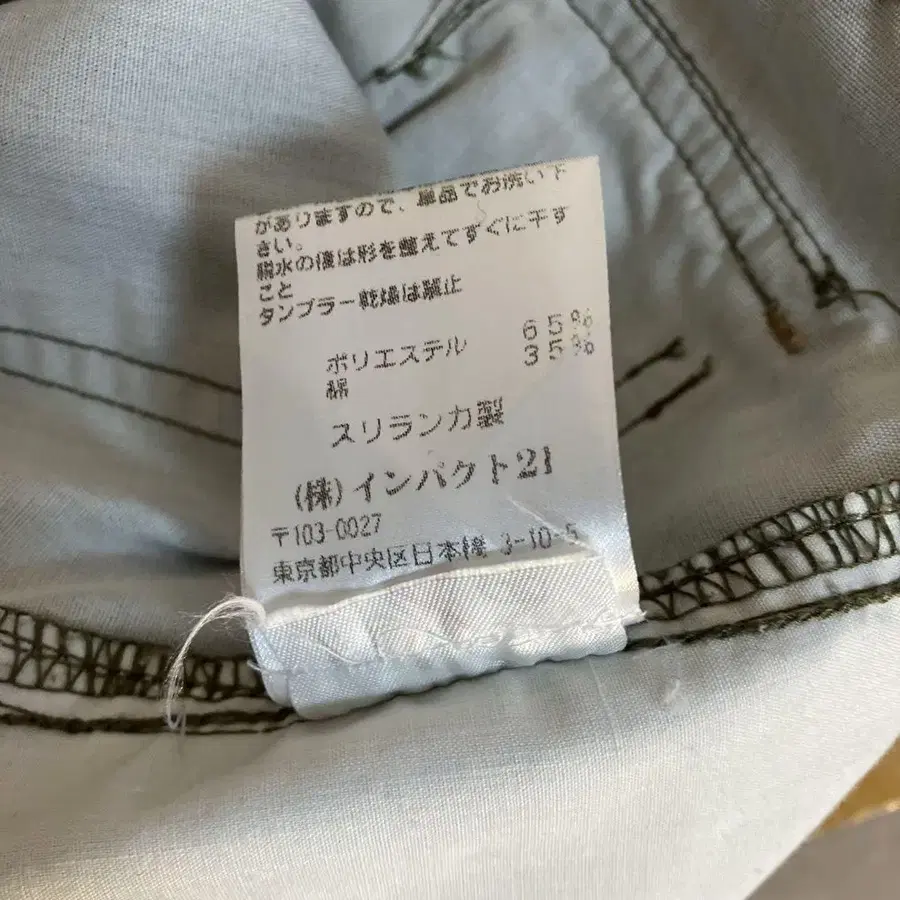 がありますので、単品でお洗い下
さい。
脱水の後は形を整えてすぐに干す
こと
タンブラー乾燥は禁止
ポリエステル 65%
綿 35%
スリランカ製
(株)インパクト21
〒103-0027
東京都中央区日本橋 3-10-5